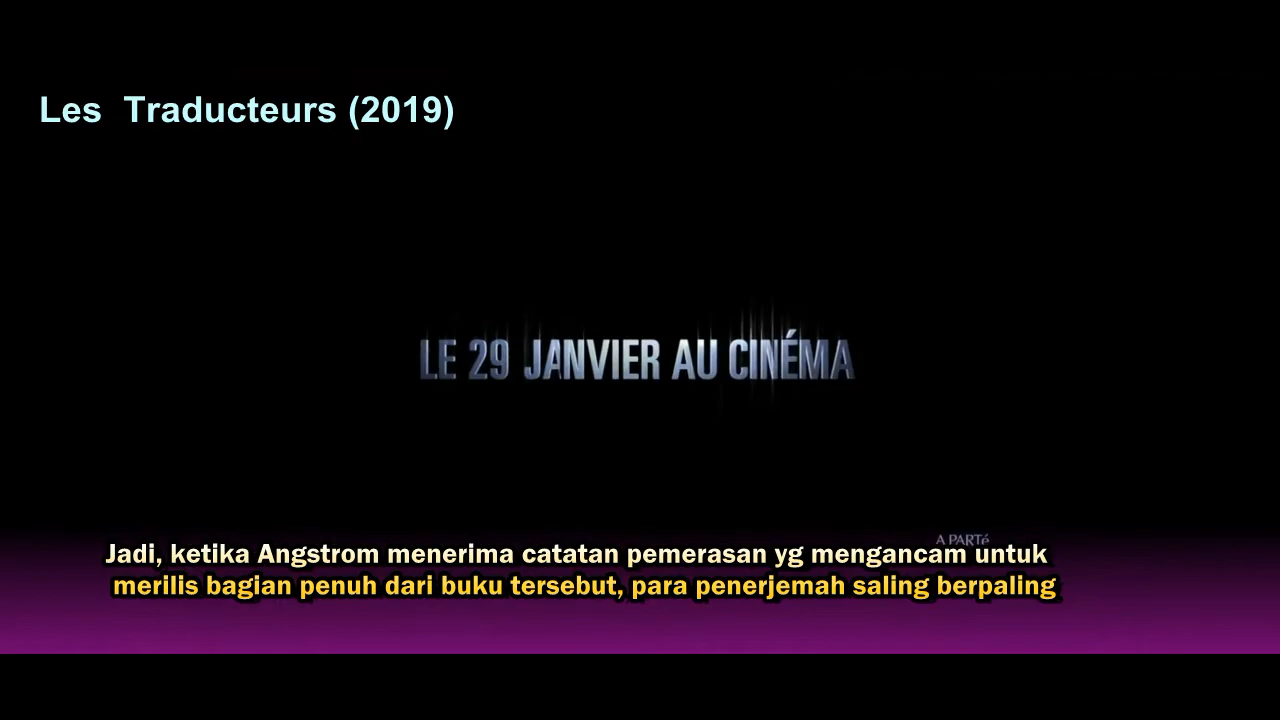 Les Traducteurs (2019)
LE 29 JANVIER AU CINÉMA
A PARTé
Jadi, ketika Angstrom menerima catatan pemerasan yg mengancam untuk
merilis bagian penuh dari buku tersebut, para penerjemah saling berpaling